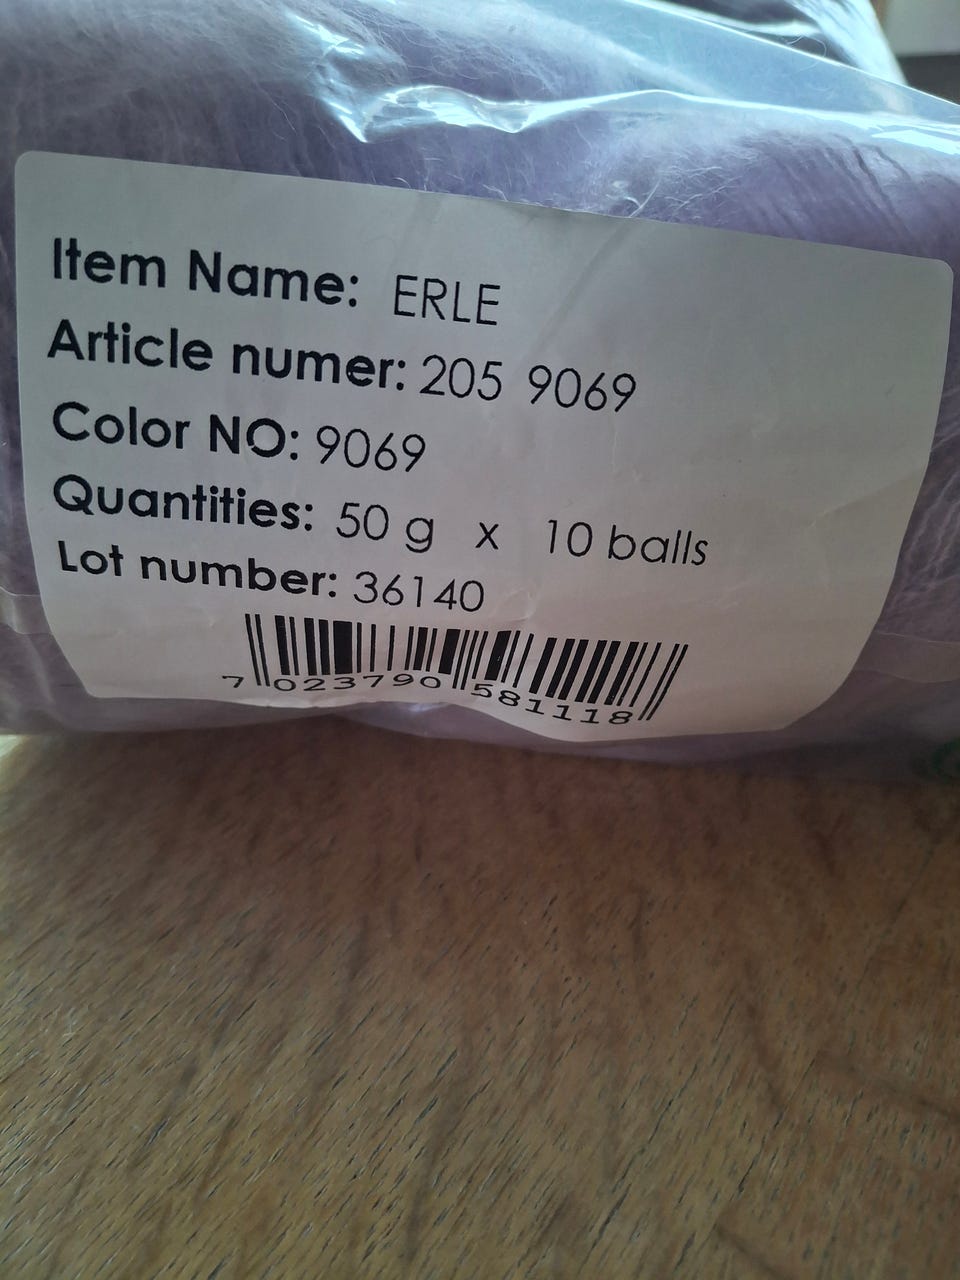 Item Name: ERLE
Article numer: 205 9069
Color NO: 9069
Quantities: 50 g x 10 balls
Lot number: 36140
7 023790 581118